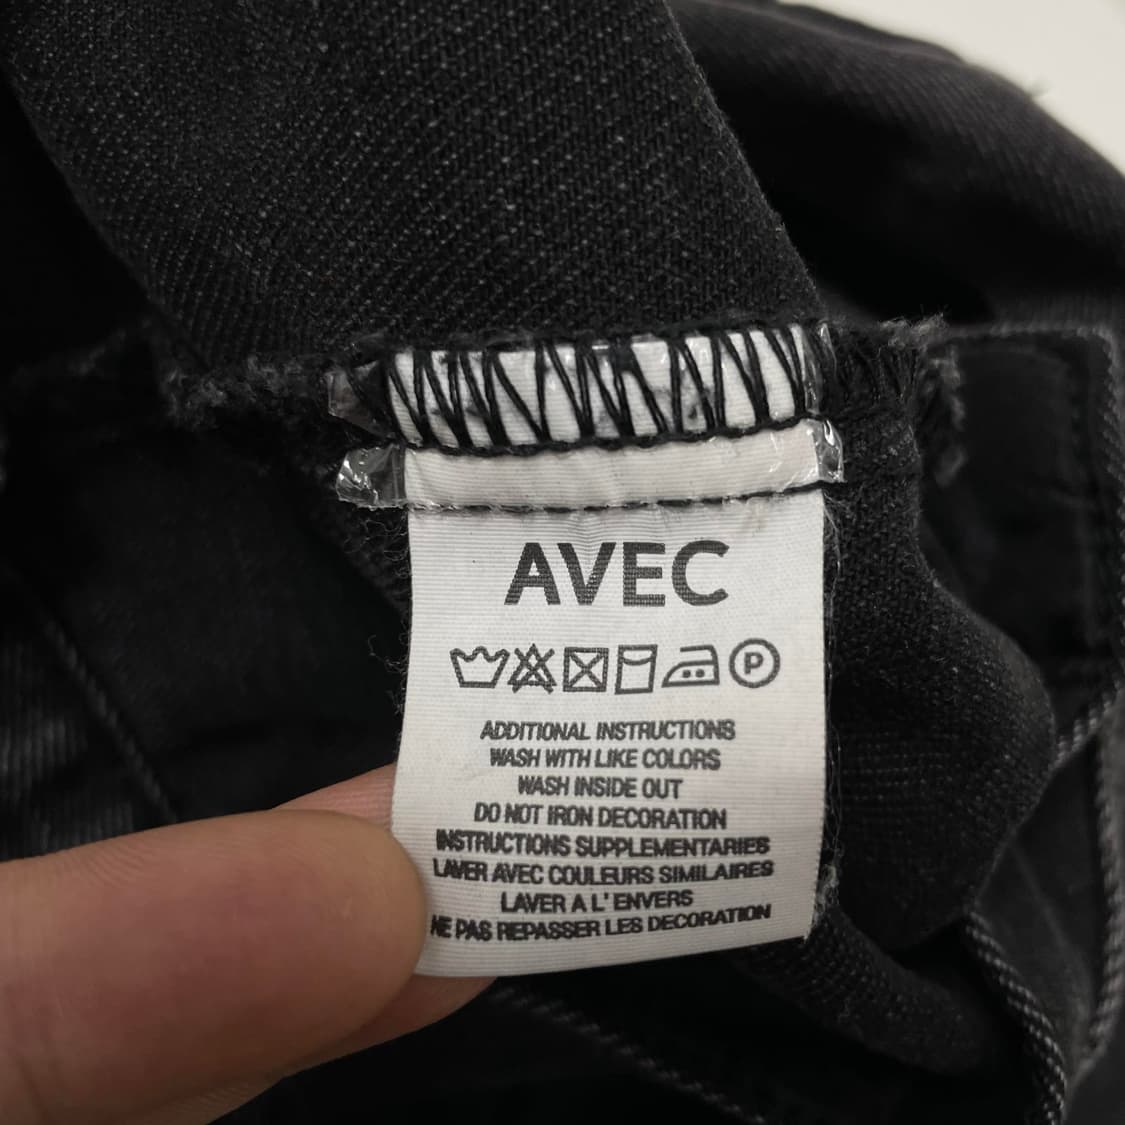 AVEC
P
ADDITIONAL INSTRUCTIONS
WASH WITH LIKE COLORS
WASH INSIDE OUT
DO NOT IRON DECORATION
INSTRUCTIONS SUPPLEMENTARIES
LAVER AVEC COULEURS SIMILAIRES
LAVER A L' ENVERS
NE PAS REPASSER LES DECORATION